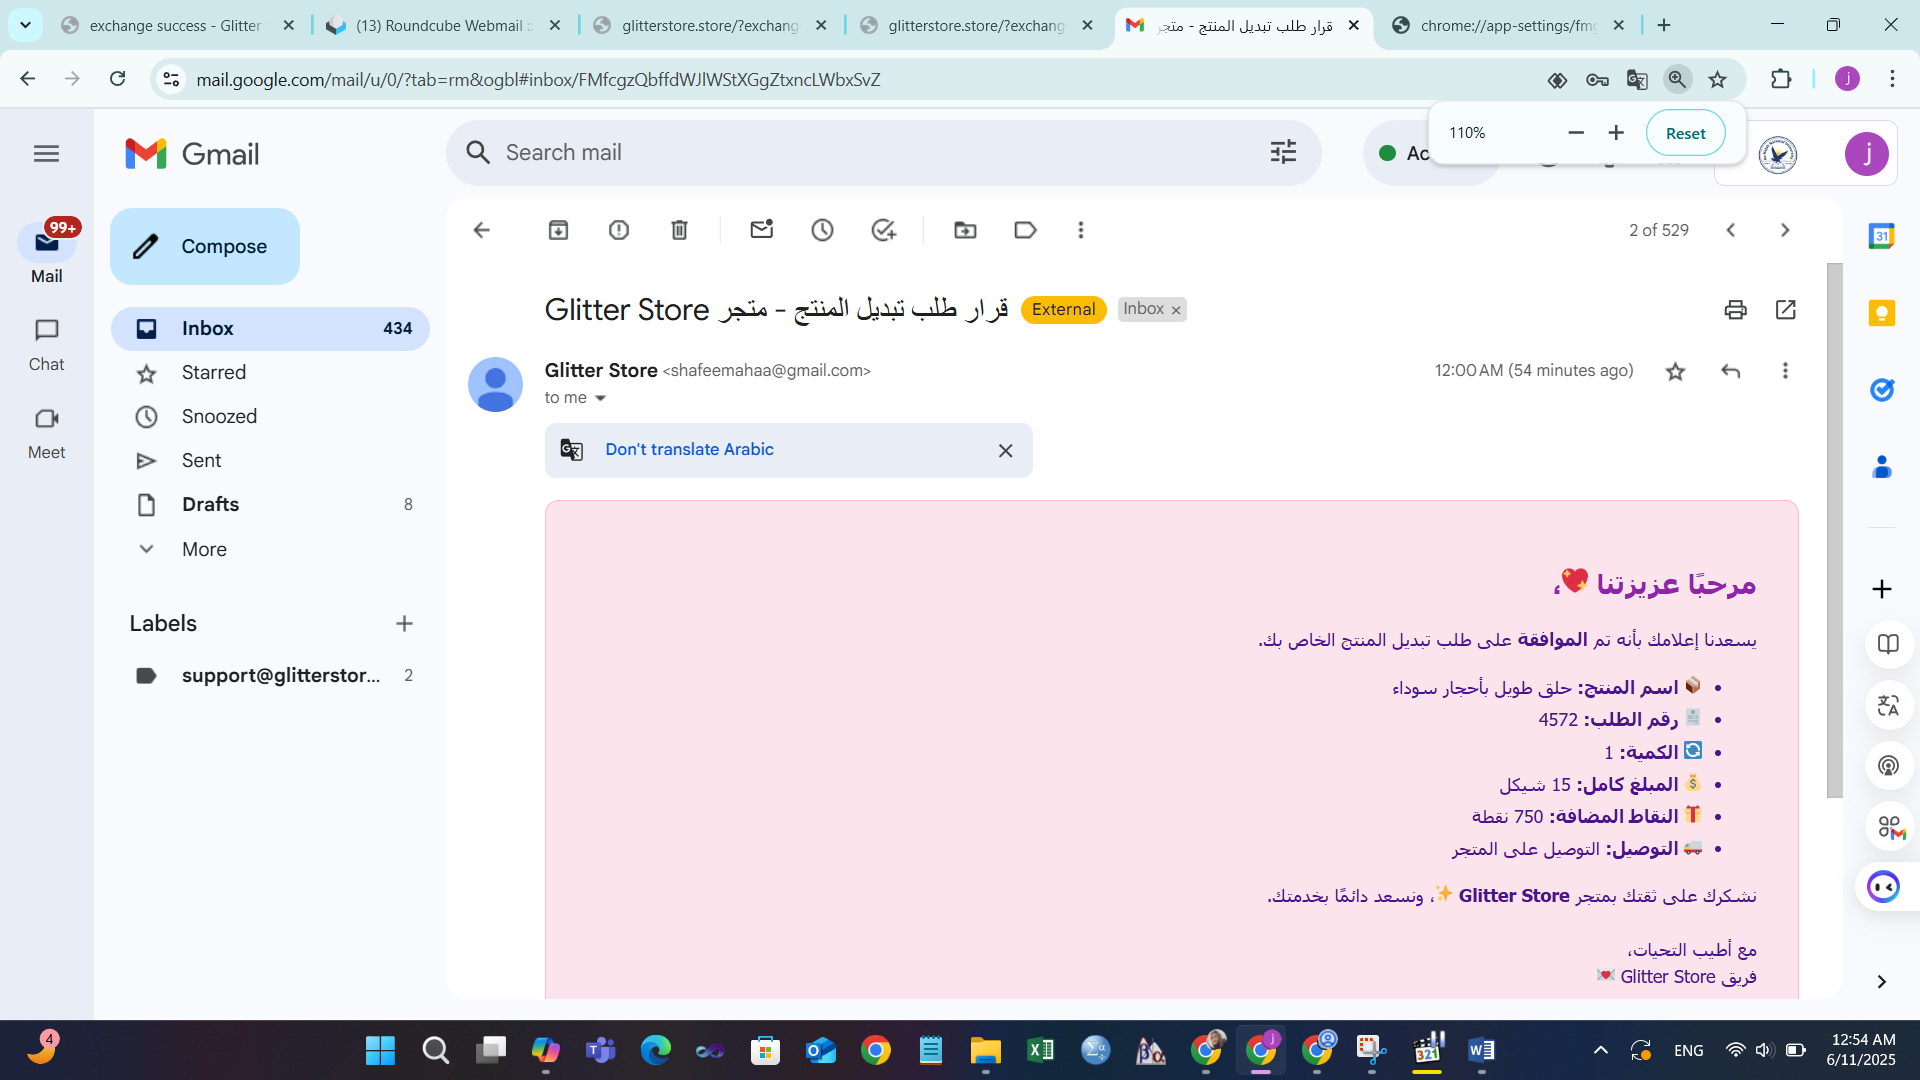 exchange success - Glitter
(13) Roundcube Webmail ::
glitterstore.store/?exchang
glitterstore.store/?exchang
قرار طلب تبديل المنتج - متجر
chrome://app-settings/fmg
mail.google.com/mail/u/0/?tab=rm&ogbl#inbox/FMfcgzQbffdWJlWStXGgZtxncLWbxSvZ
j
110%
Reset
Gmail
Search mail
Ac
j
99+
Mail
Chat
Meet
Compose
Inbox 434
Starred
Snoozed
Sent
Drafts 8
More
Labels
support@glitterstor... 2
2 of 529
31
قرار طلب تبديل المنتج - متجر Glitter Store
External
Inbox
Glitter Store <shafeemahaa@gmail.com>
12:00 AM (54 minutes ago)
to me
Don't translate Arabic
مرحبًا عزيزتنا 💖،
يسعدنا إعلامك بأنه تم الموافقة على طلب تبديل المنتج الخاص بك.
• 📦 اسم المنتج: حلق طويل بأحجار سوداء
• 🧾 رقم الطلب: 4572
• 🔄 الكمية: 1
• 💰 المبلغ كامل: 15 شيكل
• 🎁 النقاط المضافة: 750 نقطة
• 🚚 التوصيل: التوصيل على المتجر
نشكرك على ثقتك بمتجر Glitter Store ✨، ونسعد دائمًا بخدمتك.
مع أطيب التحيات،
فريق Glitter Store 💌
4
321
ENG
12:54 AM
6/11/2025